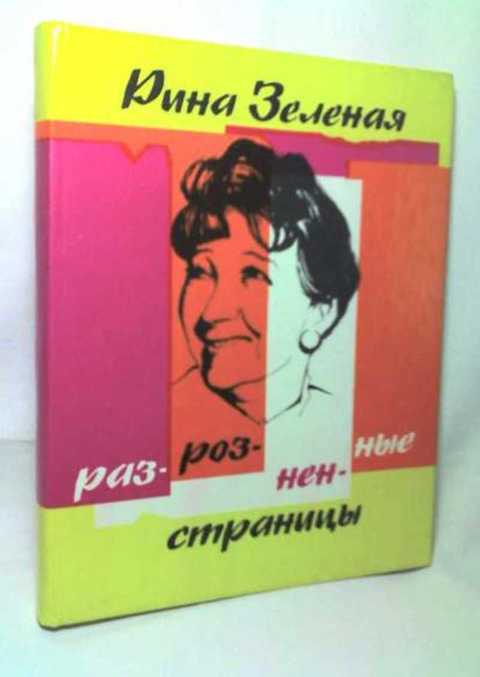 Рина Зеленая
раз-
роз-
нен-
ные
страницы